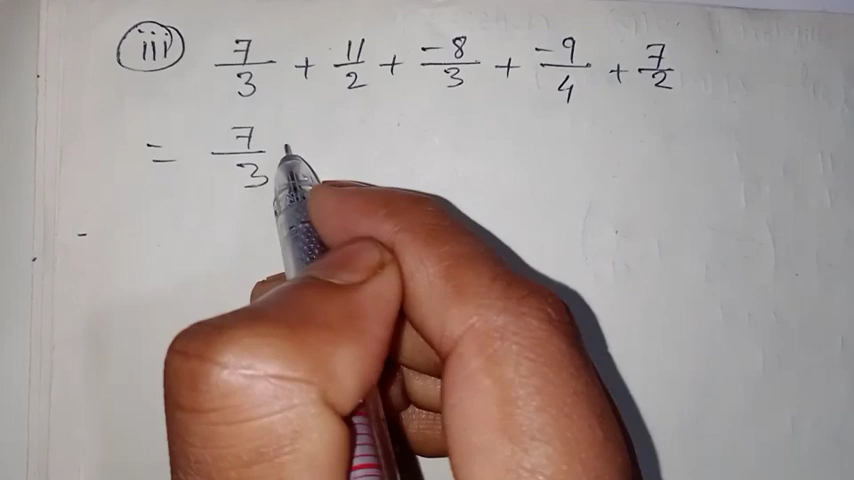 iii 7/3 + 11/2 + -8/3 + -9/4 + 7/2
= 7/3